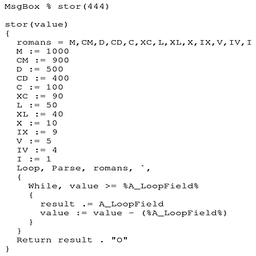 MsgBox % stor(444)

stor(value)
{
  romans = M,CM,D,CD,C,XC,L,XL,X,IX,V,IV,I
  M := 1000
  CM := 900
  D := 500
  CD := 400
  C := 100
  XC := 90
  L := 50
  XL := 40
  X := 10
  IX := 9
  V := 5
  IV := 4
  I := 1
  Loop, Parse, romans, `,
  {
    While, value >= %A_LoopField%
    {
      result .= A_LoopField
      value := value - (%A_LoopField%)
    }
  }
  Return result . "O"
}